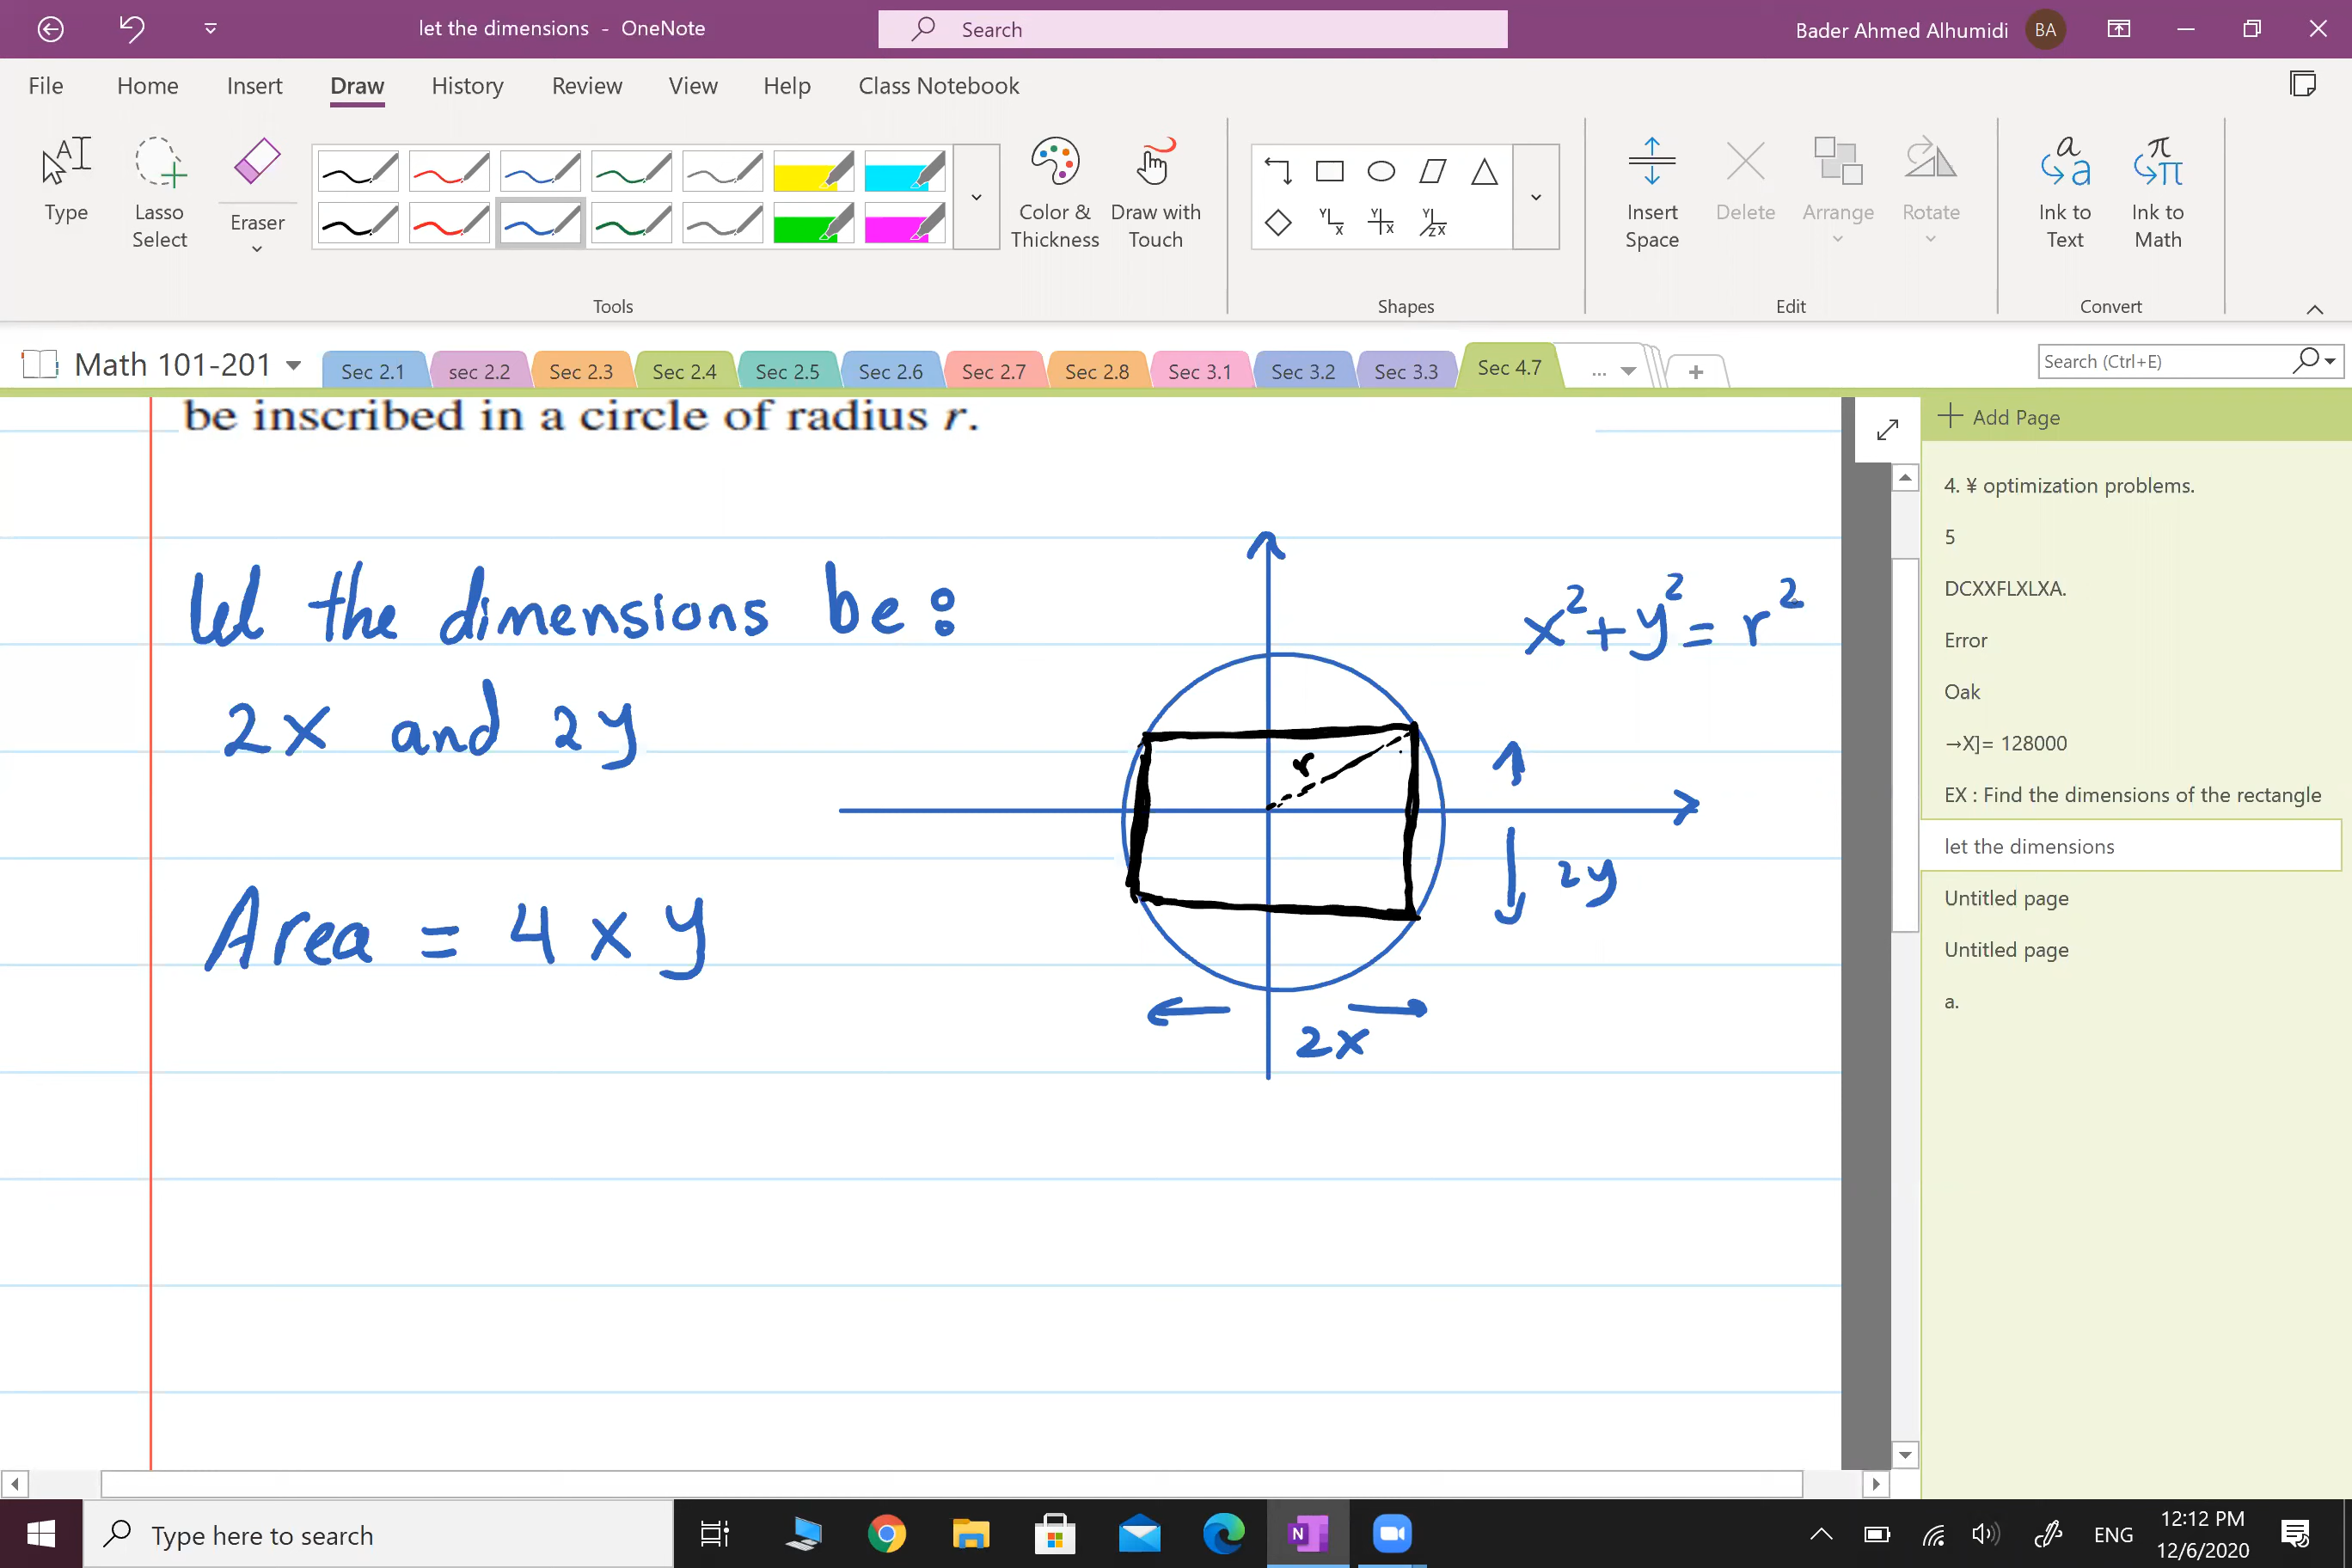 let the dimensions - OneNote
Search
Bader Ahmed Alhumidi BA
File Home Insert Draw History Review View Help Class Notebook
Type
Lasso Select
Eraser
Color & Thickness
Draw with Touch
Insert Space
Delete
Arrange
Rotate
Ink to Text
Ink to Math
Tools Shapes Edit Convert
Math 101-201 Sec 2.1 sec 2.2 Sec 2.3 Sec 2.4 Sec 2.5 Sec 2.6 Sec 2.7 Sec 2.8 Sec 3.1 Sec 3.2 Sec 3.3 Sec 4.7 ... +
Search (Ctrl+E)
be inscribed in a circle of radius r.
let the dimensions be:
2x and 2y
Area = 4xy
x²+y²=r²
r
2y
2x
Add Page
4. ¥ optimization problems.
5
DCXXFLXLXA.
Error
Oak
→X]= 128000
EX : Find the dimensions of the rectangle
let the dimensions
Untitled page
Untitled page
a.
Type here to search
ENG
12:12 PM
12/6/2020